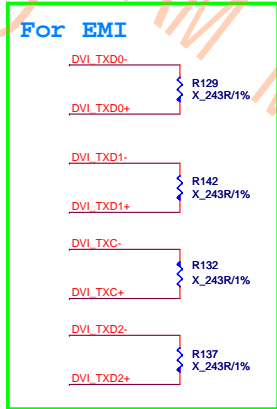 For EMI
DVI_TXD0-
R129
X_243R/1%
DVI_TXD0+
DVI_TXD1-
R142
X_243R/1%
DVI_TXD1+
DVI_TXC-
R132
X_243R/1%
DVI_TXC+
DVI_TXD2-
R137
X_243R/1%
DVI_TXD2+